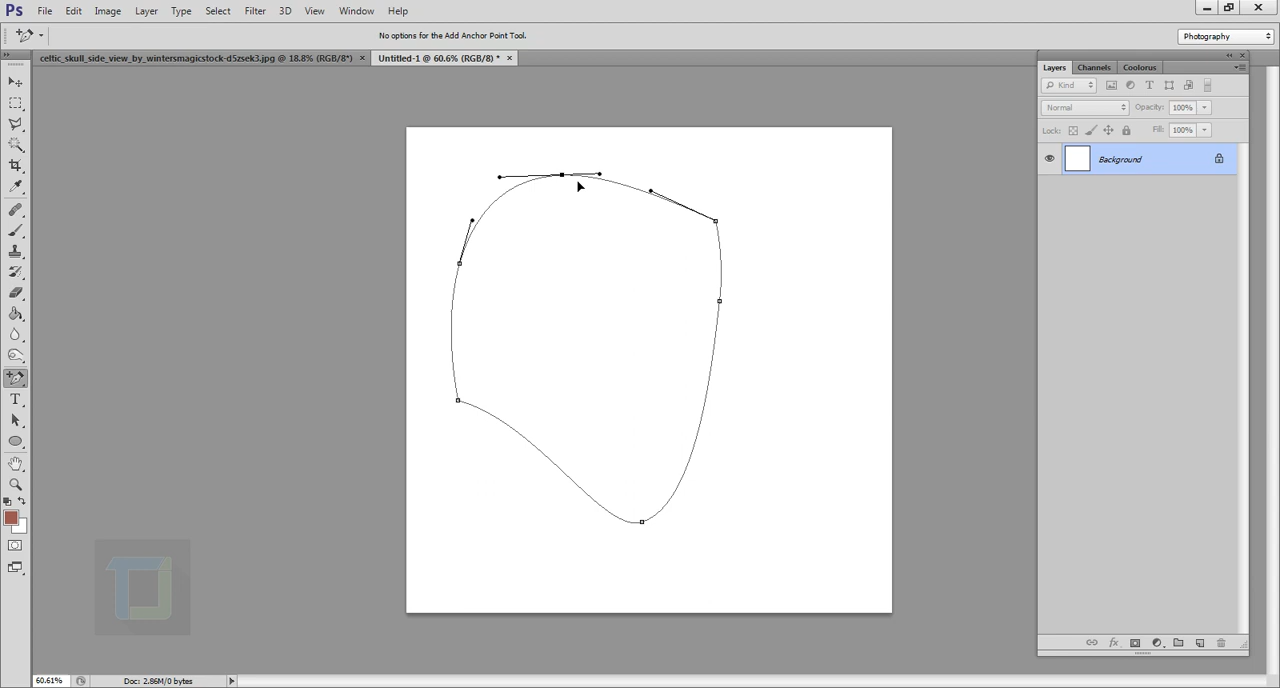 Ps File Edit Image Layer Type Select Filter 3D View Window Help
No options for the Add Anchor Point Tool.
Photography
celtic_skull_side_view_by_wintersmagicstock-d5zsek3.jpg @ 18.8% (RGB/8*) × Untitled-1 @ 60.6% (RGB/8) * ×
Layers Channels Coolorus
Kind T
Normal Opacity: 100%
Lock: Fill: 100%
Background
T
TJ
60.61% Doc: 2.86M/0 bytes